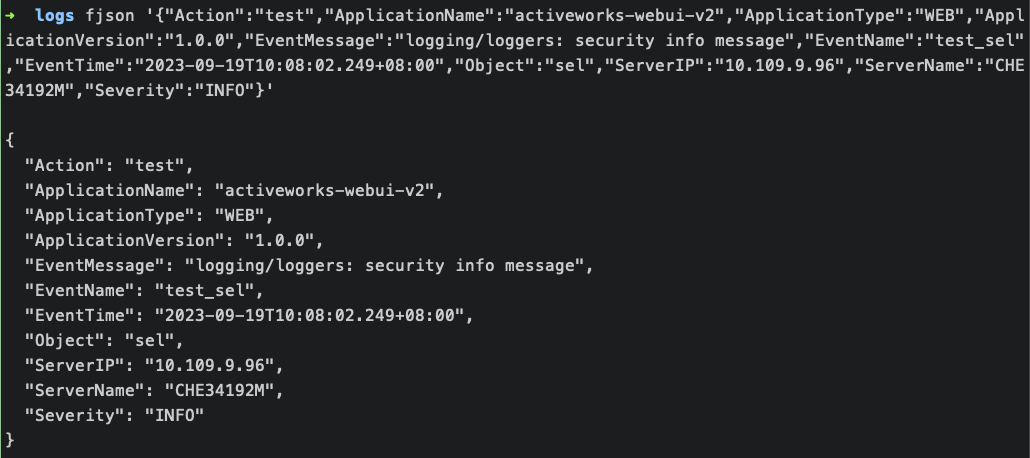 ➜  logs fjson '{"Action":"test","ApplicationName":"activeworks-webui-v2","ApplicationType":"WEB","Appl
icationVersion":"1.0.0","EventMessage":"logging/loggers: security info message","EventName":"test_sel"
,"EventTime":"2023-09-19T10:08:02.249+08:00","Object":"sel","ServerIP":"10.109.9.96","ServerName":"CHE
34192M","Severity":"INFO"}'
{
  "Action": "test",
  "ApplicationName": "activeworks-webui-v2",
  "ApplicationType": "WEB",
  "ApplicationVersion": "1.0.0",
  "EventMessage": "logging/loggers: security info message",
  "EventName": "test_sel",
  "EventTime": "2023-09-19T10:08:02.249+08:00",
  "Object": "sel",
  "ServerIP": "10.109.9.96",
  "ServerName": "CHE34192M",
  "Severity": "INFO"
}